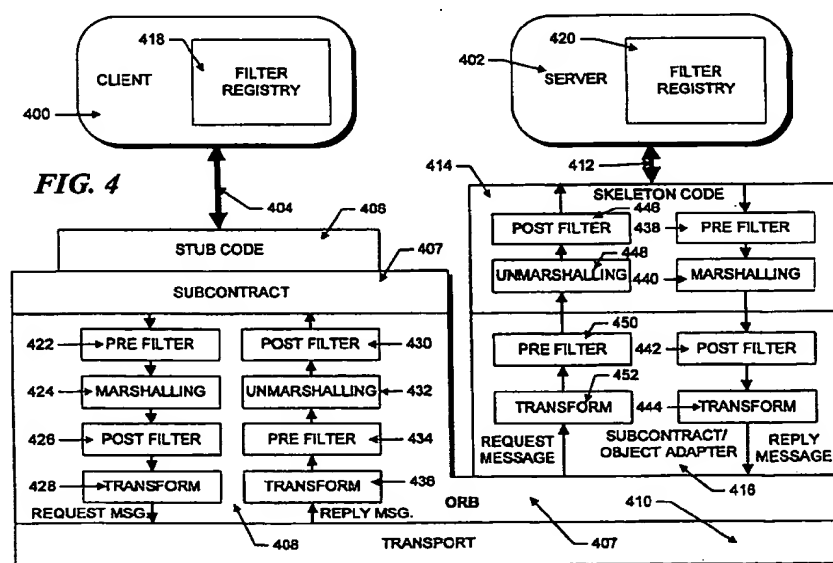 418
CLIENT
FILTER
REGISTRY
400
402
SERVER
420
FILTER
REGISTRY
FIG. 4
404
412
414
406
STUB CODE
407
SUBCONTRACT
SKELETON CODE
POST FILTER
446
438
PRE FILTER
UNMARSHALLING
448
440
MARSHALLING
422
PRE FILTER
POST FILTER
430
424
MARSHALLING
UNMARSHALLING
432
426
POST FILTER
PRE FILTER
434
428
TRANSFORM
TRANSFORM
436
REQUEST MSG.
408
REPLY MSG.
450
PRE FILTER
442
POST FILTER
452
TRANSFORM
444
TRANSFORM
REQUEST
MESSAGE
SUBCONTRACT/
OBJECT ADAPTER
REPLY
MESSAGE
416
ORB
407
410
TRANSPORT